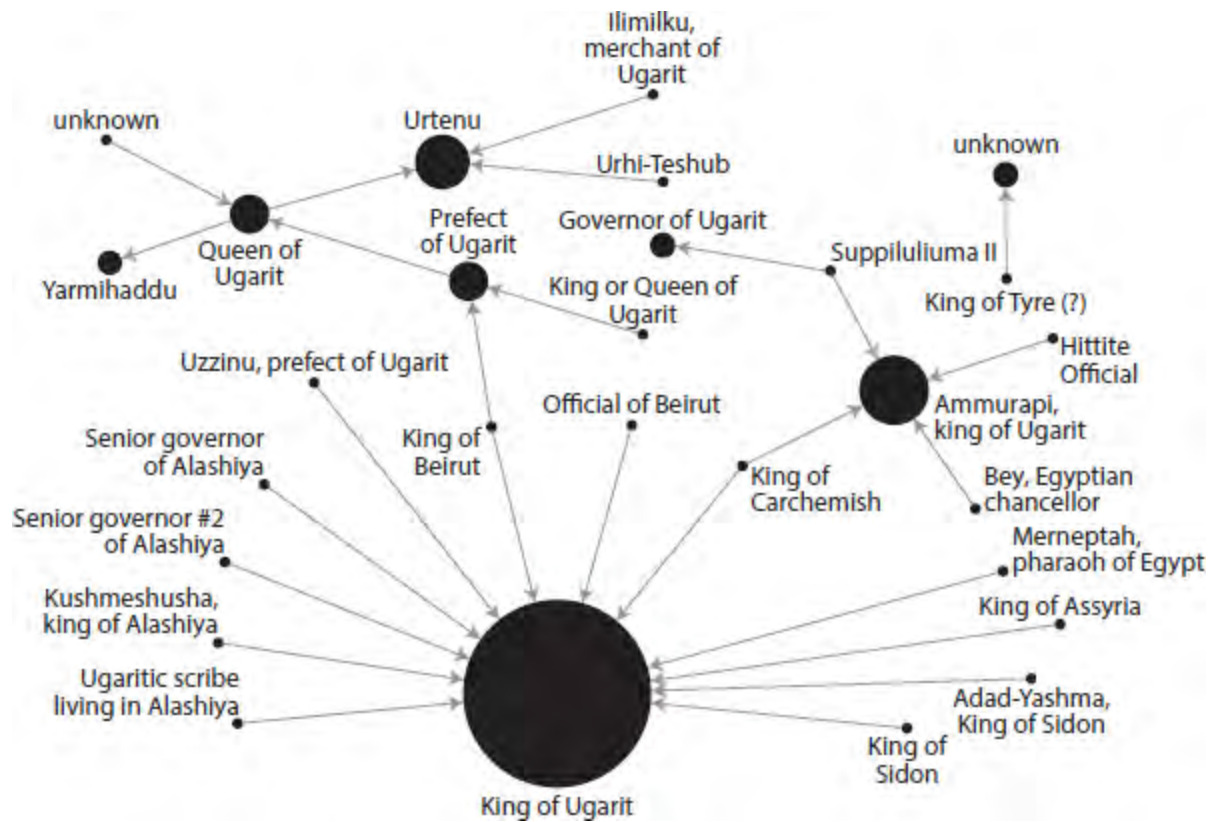 Ilimilku,
merchant of
Ugarit
unknown
Urtenu
unknown
Urhi-Teshub
Queen of
Ugarit
Prefect
of Ugarit
Governor of Ugarit
Suppiluliuma II
Yarmihaddu
King or Queen of
Ugarit
King of Tyre (?)
Uzzinu, prefect of Ugarit
Hittite
Official
Official of Beirut
Ammurapi,
king of Ugarit
Senior governor
of Alashiya
King of
Beirut
King of
Carchemish
Bey, Egyptian
chancellor
Senior governor #2
of Alashiya
Merneptah,
pharaoh of Egypt
Kushmeshusha,
king of Alashiya
King of Assyria
Ugaritic scribe
living in Alashiya
Adad-Yashma,
King of Sidon
King of
Sidon
King of Ugarit